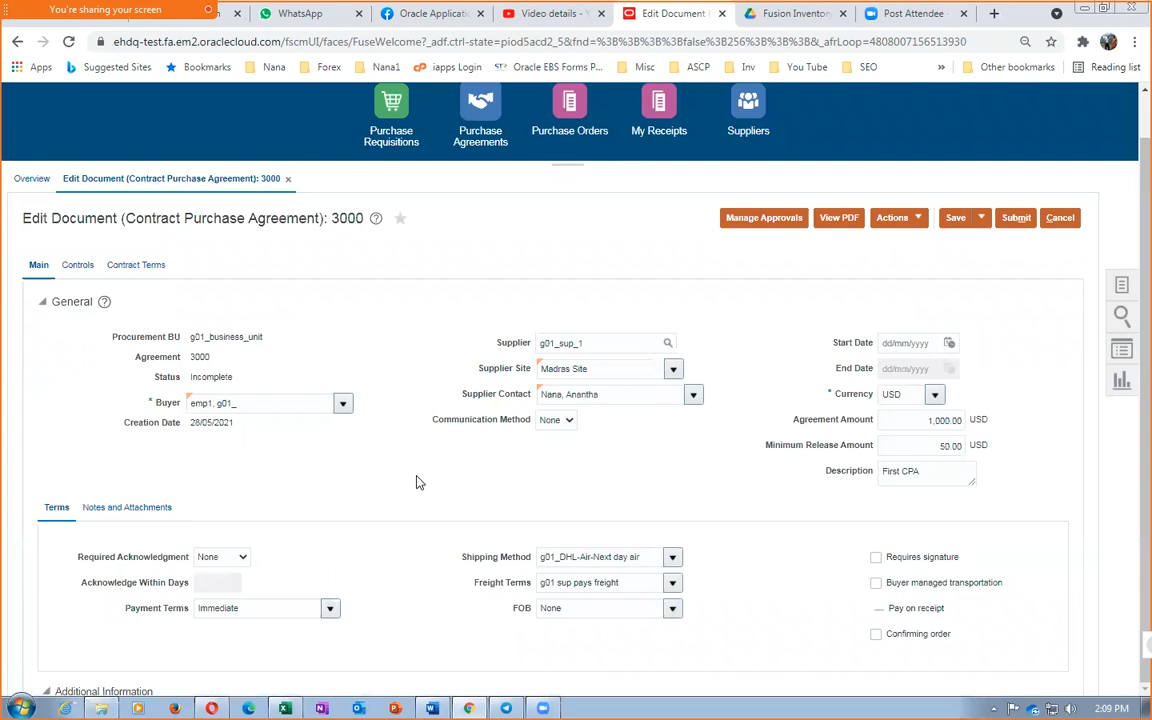 You're sharing your screen
WhatsApp
Oracle Applicati
Video details - Y
Edit Document (
Fusion Inventory
Post Attendee -
ehdq-test.fa.em2.oraclecloud.com/fscmUI/faces/FuseWelcome?_adf.ctrl-state=piod5acd2_5&fnd=%3B%3B%3B%3Bfalse%3B256%3B%3B%3B&_afrLoop=4808007156513930
Apps Suggested Sites Bookmarks Nana Forex Nana1 iapps Login Oracle EBS Forms P... Misc ASCP Inv You Tube SEO » Other bookmarks Reading list
Purchase Requisitions
Purchase Agreements
Purchase Orders
My Receipts
Suppliers
Overview Edit Document (Contract Purchase Agreement): 3000
Edit Document (Contract Purchase Agreement): 3000
Manage Approvals View PDF Actions Save Submit Cancel
Main Controls Contract Terms
General
Procurement BU g01_business_unit
Agreement 3000
Status Incomplete
* Buyer emp1, g01_
Creation Date 28/05/2021
Supplier g01_sup_1
Supplier Site Madras Site
Supplier Contact Nana, Anantha
Communication Method None
Start Date dd/mm/yyyy
End Date dd/mm/yyyy
* Currency USD
Agreement Amount 1,000.00 USD
Minimum Release Amount 50.00 USD
Description First CPA
Terms Notes and Attachments
Required Acknowledgment None
Acknowledge Within Days
Payment Terms Immediate
Shipping Method g01_DHL-Air-Next day air
Freight Terms g01 sup pays freight
FOB None
Requires signature
Buyer managed transportation
— Pay on receipt
Confirming order
Additional Information
2:09 PM